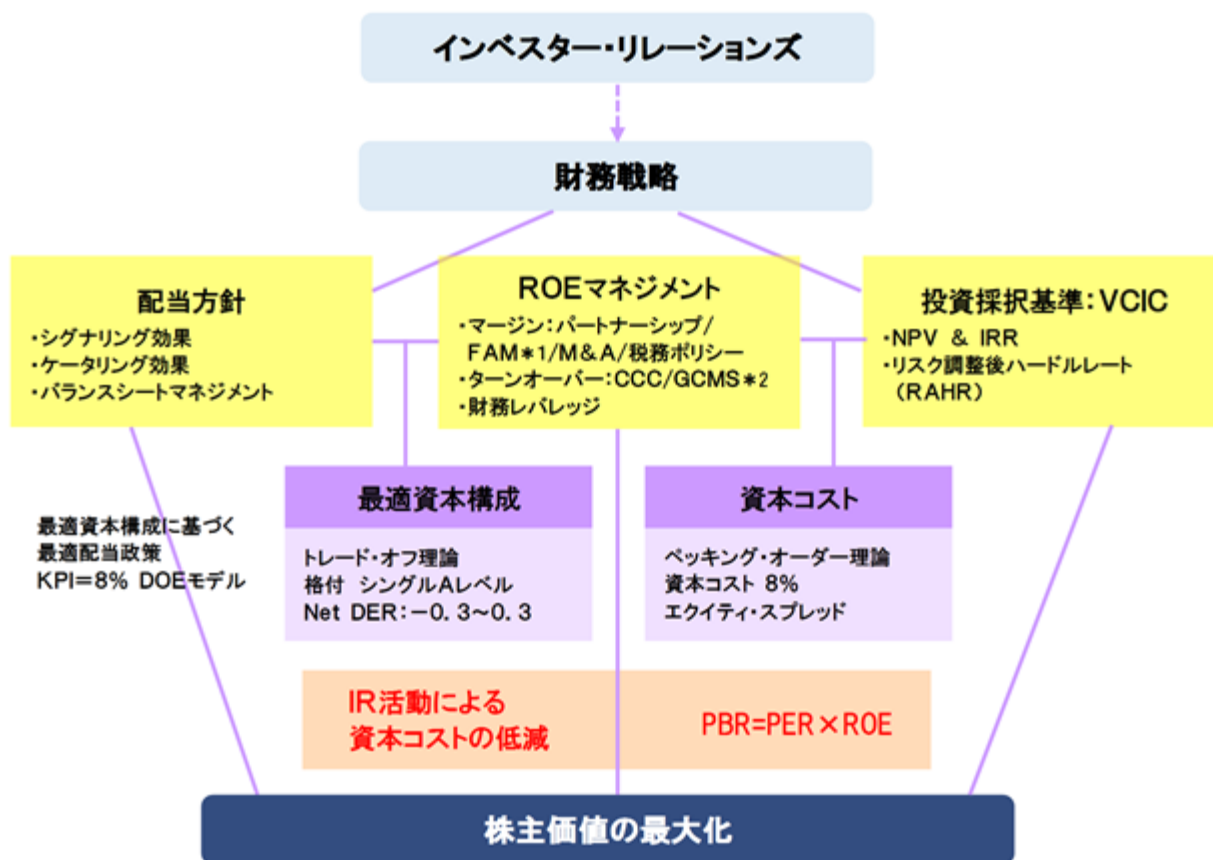 インベスター・リレーションズ
財務戦略
配当方針
・シグナリング効果
・ケータリング効果
・バランスシートマネジメント
ROEマネジメント
・マージン：パートナーシップ/
FAM＊1/M&A/税務ポリシー
・ターンオーバー：CCC/GCMS＊2
・財務レバレッジ
投資採択基準：VCIC
・NPV & IRR
・リスク調整後ハードルレート
（RAHR）
最適資本構成に基づく
最適配当政策
KPI＝8% DOEモデル
最適資本構成
トレード・オフ理論
格付 シングルAレベル
Net DER：－0.3～0.3
資本コスト
ペッキング・オーダー理論
資本コスト 8%
エクイティ・スプレッド
IR活動による
資本コストの低減
PBR=PER×ROE
株主価値の最大化